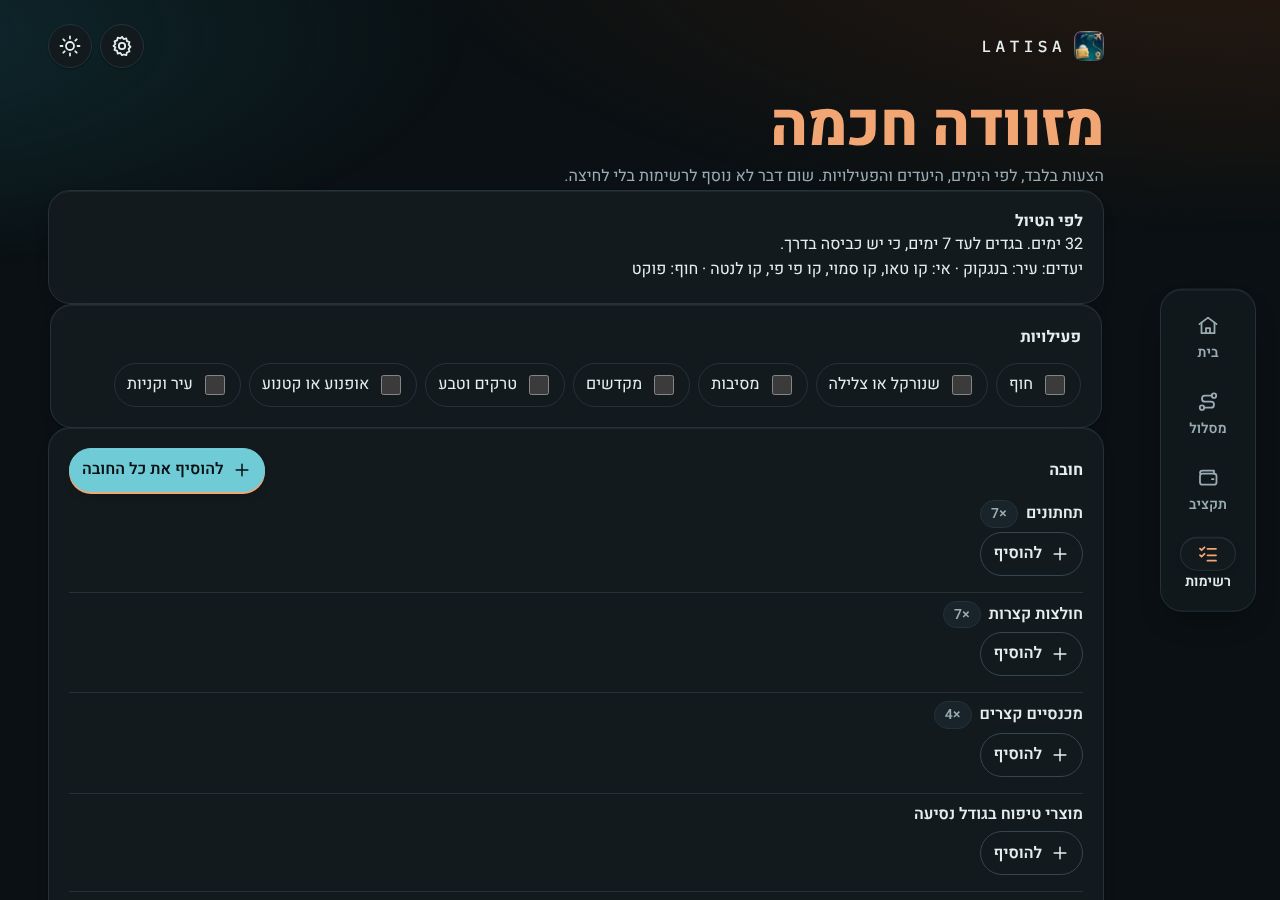 LATISA
מזוודה חכמה
הצעות בלבד, לפי הימים, היעדים והפעילויות. שום דבר לא נוסף לרשימות בלי לחיצה.
לפי הטיול
32 ימים. בגדים לעד 7 ימים, כי יש כביסה בדרך.
יעדים: עיר: בנגקוק · אי: קו טאו, קו סמוי, קו פי פי, קו לנטה · חוף: פוקט
פעילויות
חוף
שנורקל או צלילה
מסיבות
מקדשים
טרקים וטבע
אופנוע או קטנוע
עיר וקניות
חובה
להוסיף את כל החובה
תחתונים ×7
להוסיף
חולצות קצרות ×7
להוסיף
מכנסיים קצרים ×4
להוסיף
מוצרי טיפוח בגודל נסיעה
להוסיף
בית
מסלול
תקציב
רשימות